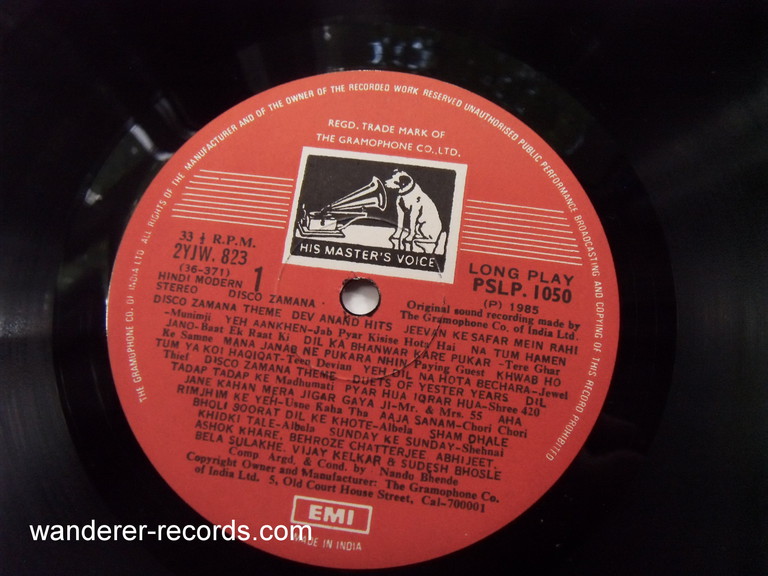 THE GRAMOPHONE CO. OF INDIA LTD. ALL RIGHTS OF THE MANUFACTURER AND OF THE OWNER OF THE RECORDED WORK RESERVED UNAUTHORISED PUBLIC PERFORMANCE BROADCASTING AND COPYING OF THIS RECORD PROHIBITED
REGD. TRADE MARK OF
THE GRAMOPHONE CO., LTD.
HIS MASTER'S VOICE
33 ⅓ R.P.M.
2YJW. 823
(36-371) 1
HINDI MODERN
STEREO
LONG PLAY
PSLP. 1050
(P) 1985
Original sound recording made by
The Gramophone Co. of India Ltd.
DISCO ZAMANA
DISCO ZAMANA THEME DEV ANAND HITS JEEVAN KE SAFAR MEIN RAHI
-Munimji YEH AANKHEN-Jab Pyar Kisise Hota Hai NA TUM HAMEN
JANO-Baat Ek Raat Ki DIL KA BHANWAR KARE PUKAR -Tere Ghar
Ke Samne MANA JANAB NE PUKARA NAHIN Paying Guest KHWAB HO
TUM YA KOI HAQIQAT-Teen Devian YEH DIL NA HOTA BECHARA-Jewel
Thief DISCO ZAMANA THEME DUETS OF YESTER YEARS DIL
TADAP TADAP KE Madhumati PYAR HUA IQRAR HUA-Shree 420
JANE KAHAN MERA JIGAR GAYA JI-Mr. & Mrs. 55 AHA
RIMJHIM KE YEH-Usne Kaha Tha AAJA SANAM-Chori Chori
BHOLI SOORAT DIL KE KHOTE-Albela SHAM DHALE
KHIDKI TALE-Albela SUNDAY KE SUNDAY-Shehnai
ASHOK KHARE, BEHROZE CHATTERJEE ABHIJEET,
BELA SULAKHE, VIJAY KELKAR & SUDESH BHOSLE
Comp. Argd. & Cond. by Nandu Bhende
Copyright Owner and Manufacturer: The Gramophone Co.
of India Ltd. 5, Old Court House Street, Cal-700001
EMI
MADE IN INDIA
wanderer-records.com